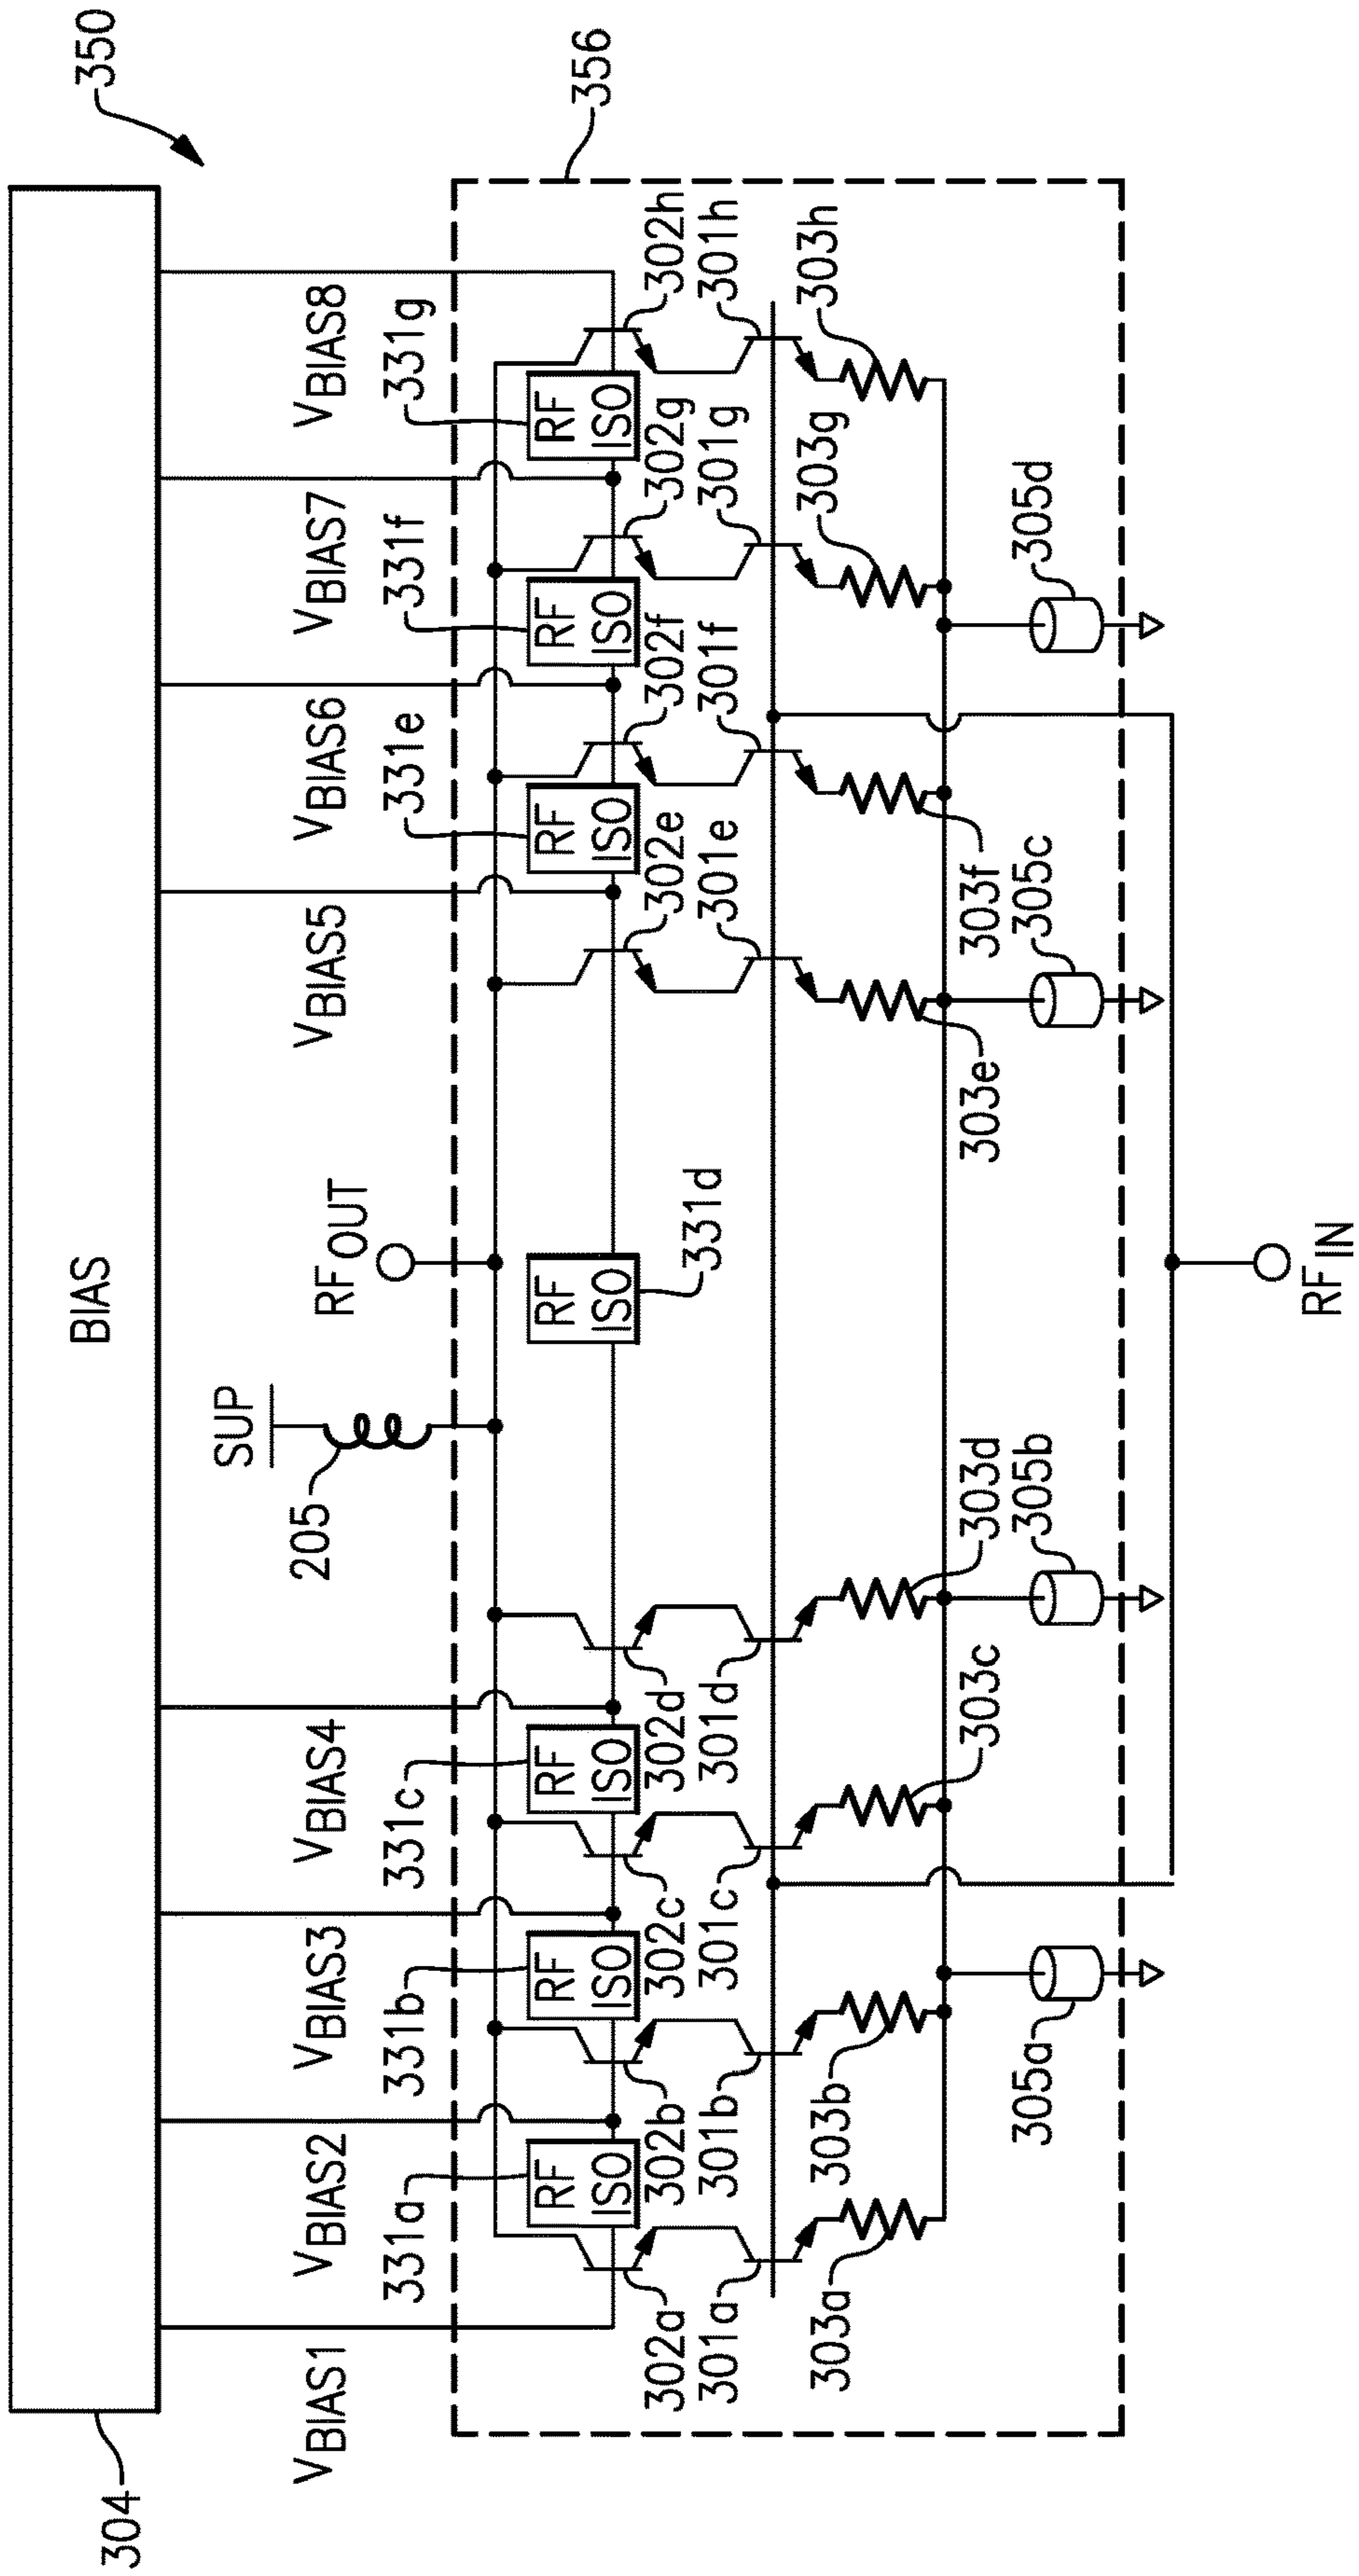 350
304
BIAS
356
VBIAS1
VBIAS2
VBIAS3
VBIAS4
SUP
205
RFOUT
VBIAS5
VBIAS6
VBIAS7
VBIAS8
331a
331b
331c
331e
331f
331g
RF ISO
RF ISO
RF ISO
RF ISO
RF ISO
RF ISO
RF ISO
331d
302a
302b
302c
302d
302e
302f
302g
302h
301a
301b
301c
301d
301e
301f
301g
301h
303a
303b
303c
303d
303e
303f
303g
303h
305a
305b
305c
305d
RFIN